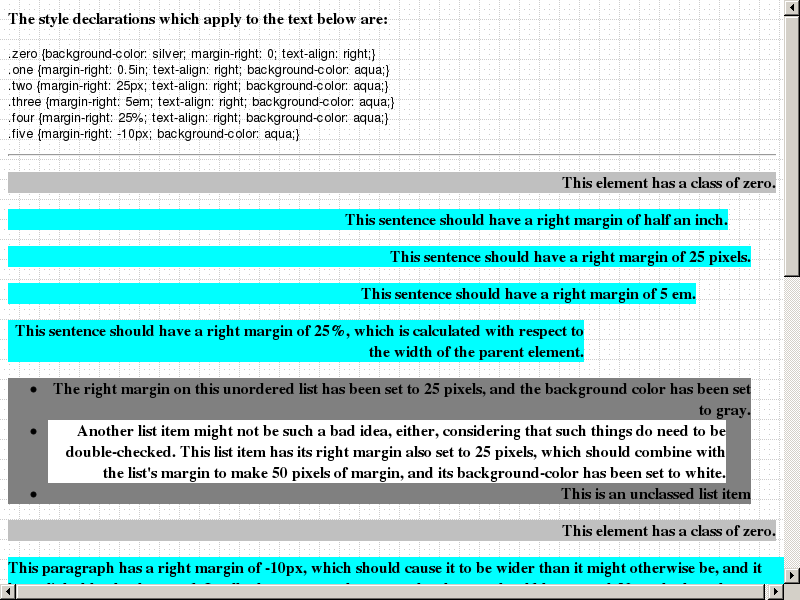 The style declarations which apply to the text below are:
.zero {background-color: silver; margin-right: 0; text-align: right;}
.one {margin-right: 0.5in; text-align: right; background-color: aqua;}
.two {margin-right: 25px; text-align: right; background-color: aqua;}
.three {margin-right: 5em; text-align: right; background-color: aqua;}
.four {margin-right: 25%; text-align: right; background-color: aqua;}
.five {margin-right: -10px; background-color: aqua;}
This element has a class of zero.
This sentence should have a right margin of half an inch.
This sentence should have a right margin of 25 pixels.
This sentence should have a right margin of 5 em.
This sentence should have a right margin of 25%, which is calculated with respect to
the width of the parent element.
The right margin on this unordered list has been set to 25 pixels, and the background color has been set
to gray.
Another list item might not be such a bad idea, either, considering that such things do need to be
double-checked. This list item has its right margin also set to 25 pixels, which should combine with
the list's margin to make 50 pixels of margin, and its background-color has been set to white.
This is an unclassed list item
This element has a class of zero.
This paragraph has a right margin of -10px, which should cause it to be wider than it might otherwise be, and it